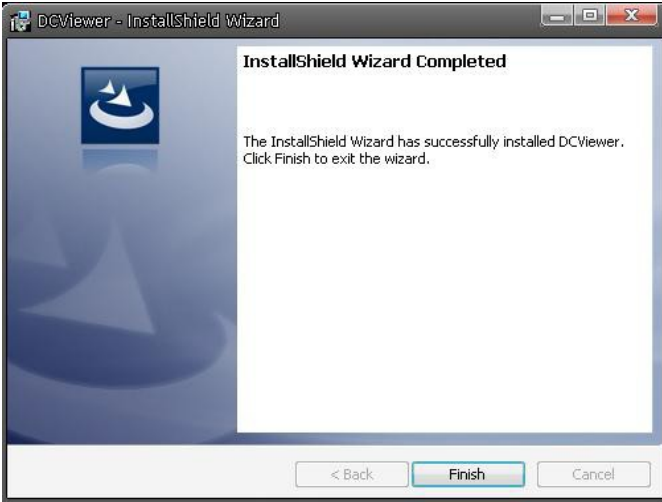 DCViewer - InstallShield Wizard
InstallShield Wizard Completed
The InstallShield Wizard has successfully installed DCViewer.
Click Finish to exit the wizard.
< Back
Finish
Cancel